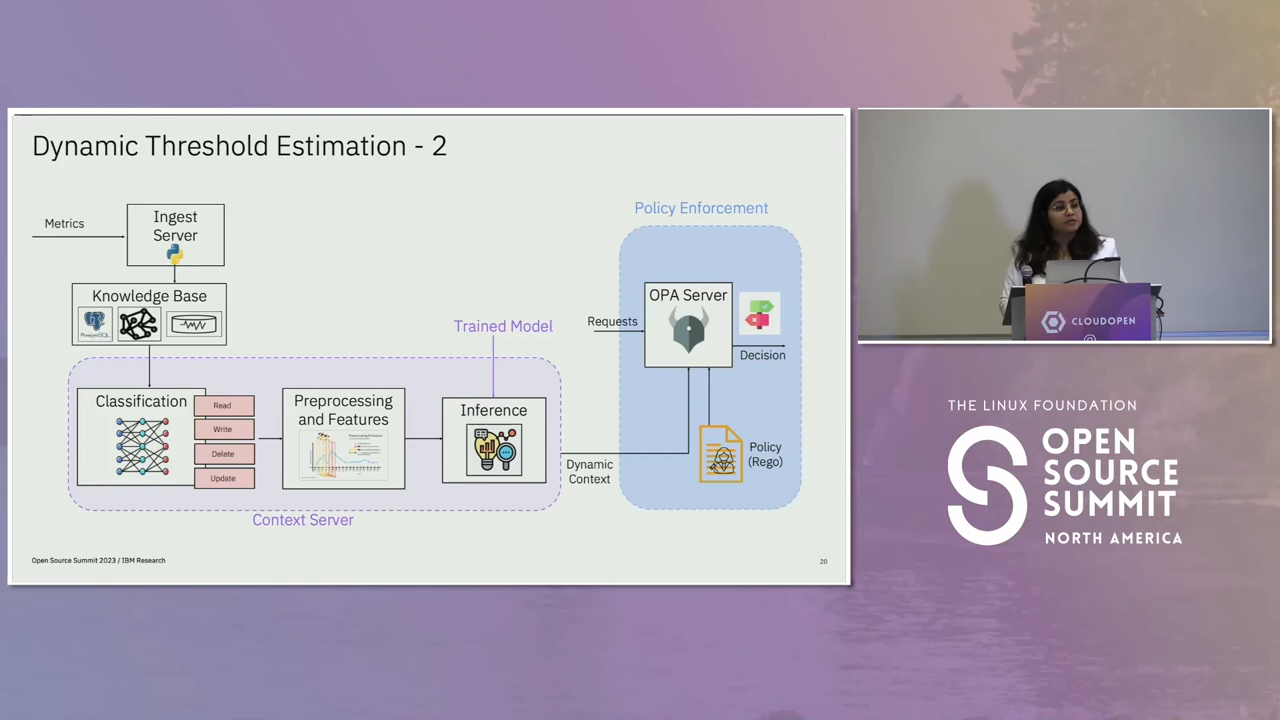 Dynamic Threshold Estimation - 2
Metrics
Ingest
Server
Knowledge Base
PostgreSQL
Classification
Read
Write
Delete
Update
Preprocessing
and Features
Trained Model
Inference
Context Server
Dynamic
Context
Policy Enforcement
Requests
OPA Server
Decision
Policy
(Rego)
Open Source Summit 2023 / IBM Research
20
CLOUDOPEN
THE LINUX FOUNDATION
OPEN
SOURCE
SUMMIT
NORTH AMERICA